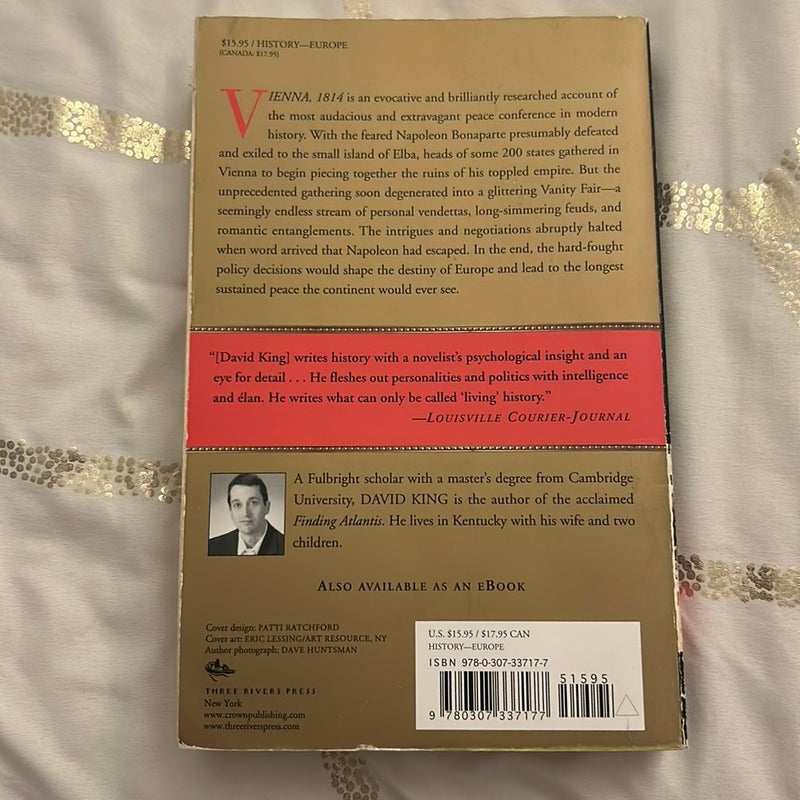 $15.95 / HISTORY—EUROPE
(CANADA: $17.95)
VIENNA, 1814 is an evocative and brilliantly researched account of
the most audacious and extravagant peace conference in modern
history. With the feared Napoleon Bonaparte presumably defeated
and exiled to the small island of Elba, heads of some 200 states gathered in
Vienna to begin piecing together the ruins of his toppled empire. But the
unprecedented gathering soon degenerated into a glittering Vanity Fair—a
seemingly endless stream of personal vendettas, long-simmering feuds, and
romantic entanglements. The intrigues and negotiations abruptly halted
when word arrived that Napoleon had escaped. In the end, the hard-fought
policy decisions would shape the destiny of Europe and lead to the longest
sustained peace the continent would ever see.
“[David King] writes history with a novelist’s psychological insight and an
eye for detail . . . He fleshes out personalities and politics with intelligence
and élan. He writes what can only be called ‘living’ history.”
—LOUISVILLE COURIER-JOURNAL
A Fulbright scholar with a master’s degree from Cambridge
University, DAVID KING is the author of the acclaimed
Finding Atlantis. He lives in Kentucky with his wife and two
children.
ALSO AVAILABLE AS AN EBOOK
Cover design: PATTI RATCHFORD
Cover art: ERIC LESSING/ART RESOURCE, NY
Author photograph: DAVE HUNTSMAN
THREE RIVERS PRESS
New York
www.crownpublishing.com
www.threeriverspress.com
U.S. $15.95 / $17.95 CAN
HISTORY—EUROPE
ISBN 978-0-307-33717-7
51595
9 780307 337177